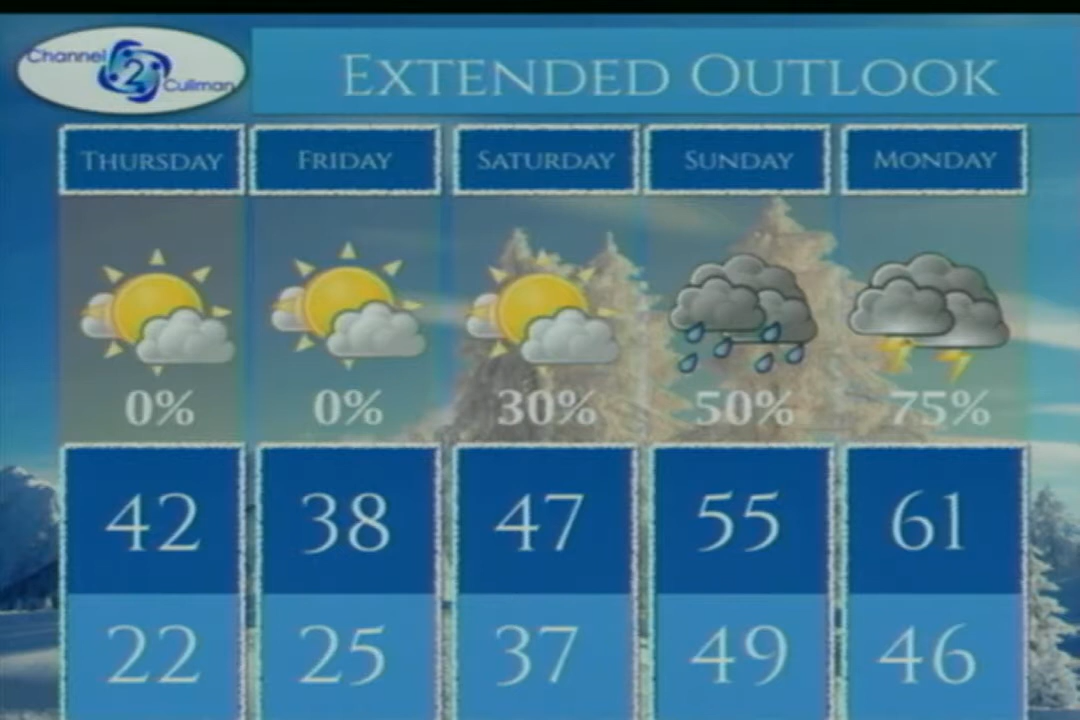 Channel
2
Cullman
EXTENDED OUTLOOK
THURSDAY FRIDAY SATURDAY SUNDAY MONDAY
0% 0% 30% 50% 75%
42 38 47 55 61
22 25 37 49 46